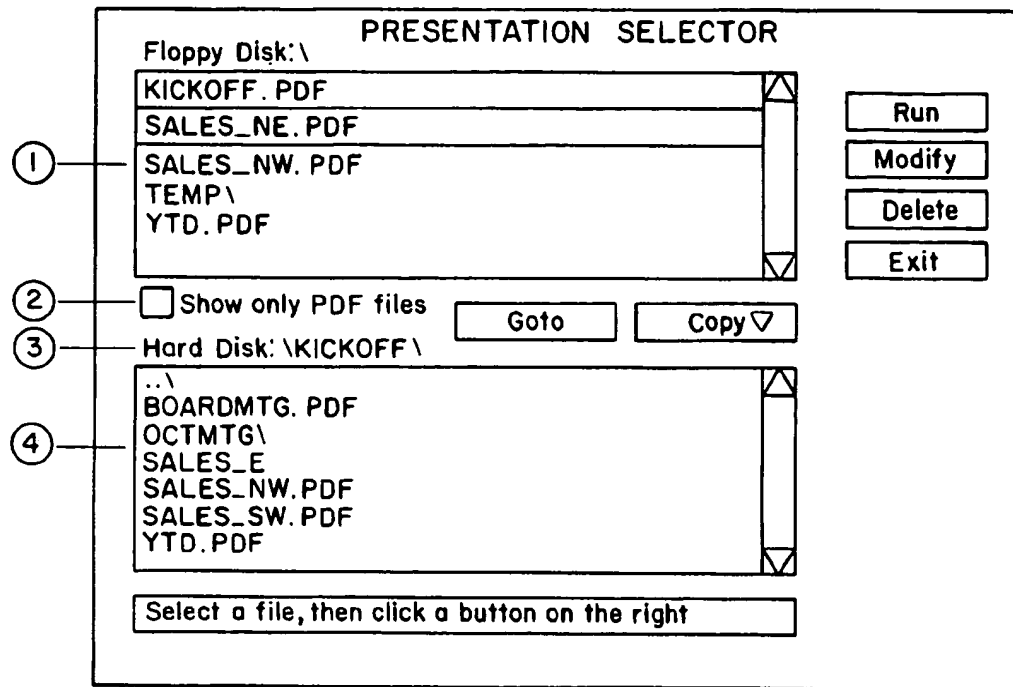 PRESENTATION SELECTOR
Floppy Disk:\
KICKOFF.PDF
SALES_NE.PDF
① SALES_NW.PDF
TEMP\
YTD.PDF
Run
Modify
Delete
Exit
② Show only PDF files
Goto
Copy ▽
③ Hard Disk: \KICKOFF\
..\
BOARDMTG.PDF
④ OCTMTG\
SALES_E
SALES_NW.PDF
SALES_SW.PDF
YTD.PDF
Select a file, then click a button on the right